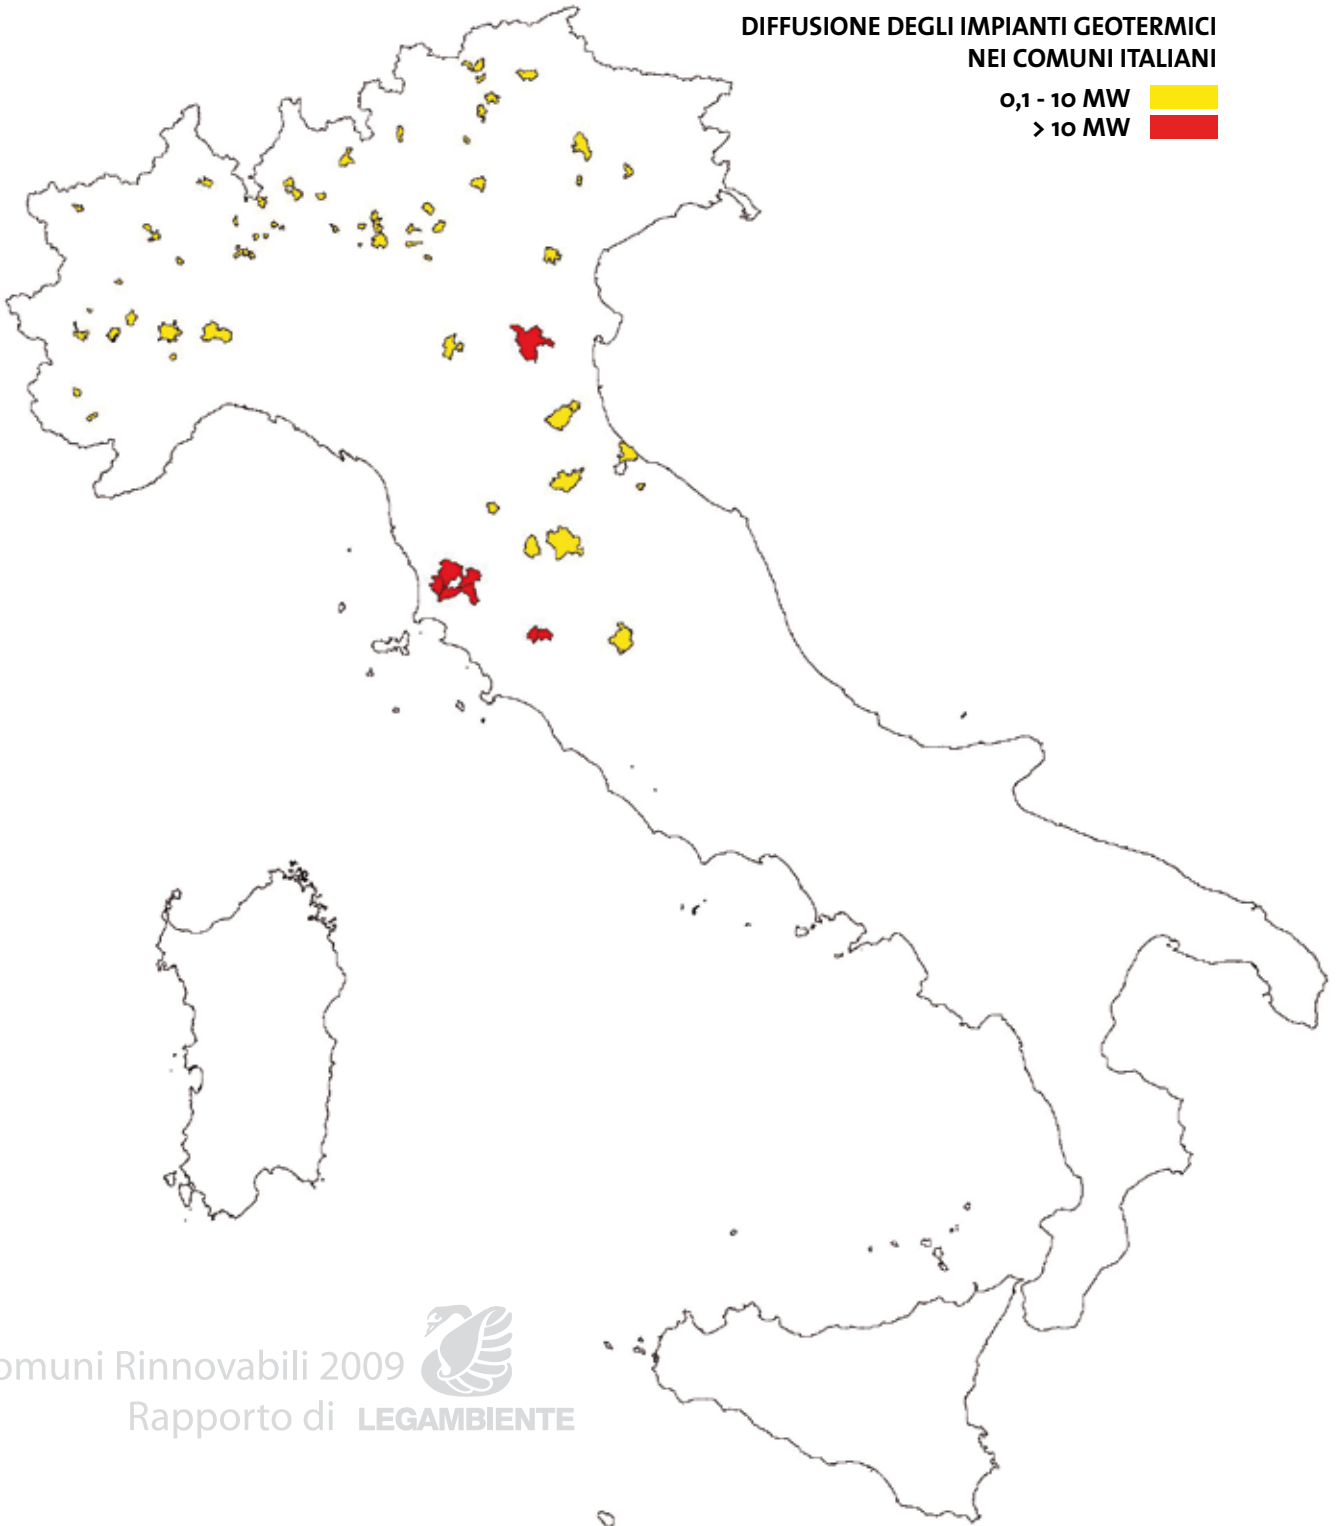 DIFFUSIONE DEGLI IMPIANTI GEOTERMICI
NEI COMUNI ITALIANI
0,1 - 10 MW
> 10 MW
omuni Rinnovabili 2009
Rapporto di LEGAMBIENTE